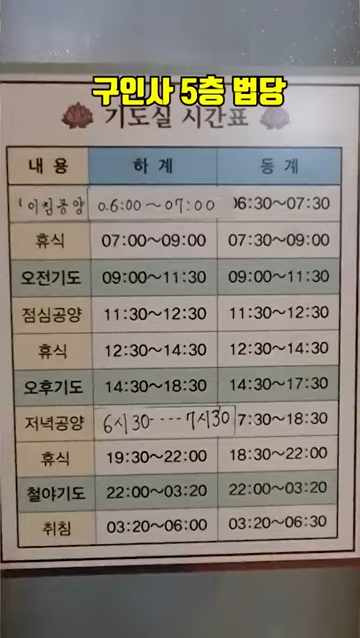 구인사 5층 법당
기도실 시간표
내 용 하 계 동 계
아침공양 0.6:00~07:00 06:30~07:30
휴식 07:00~09:00 07:30~09:00
오전기도 09:00~11:30 09:00~11:30
점심공양 11:30~12:30 11:30~12:30
휴식 12:30~14:30 12:30~14:30
오후기도 14:30~18:30 14:30~17:30
저녁공양 6시30----7시30 7:30~18:30
휴식 19:30~22:00 18:30~22:00
철야기도 22:00~03:20 22:00~03:20
취침 03:20~06:00 03:20~06:30